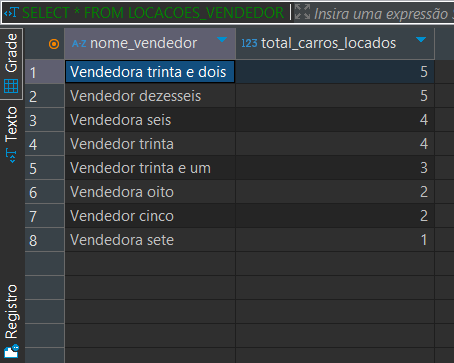 SELECT * FROM LOCACOES_VENDEDOR Insira uma expressão
Grade
Texto
Registro
A-Z nome_vendedor 123 total_carros_locados
1 Vendedora trinta e dois 5
2 Vendedor dezesseis 5
3 Vendedora seis 4
4 Vendedor trinta 4
5 Vendedor trinta e um 3
6 Vendedora oito 2
7 Vendedor cinco 2
8 Vendedora sete 1